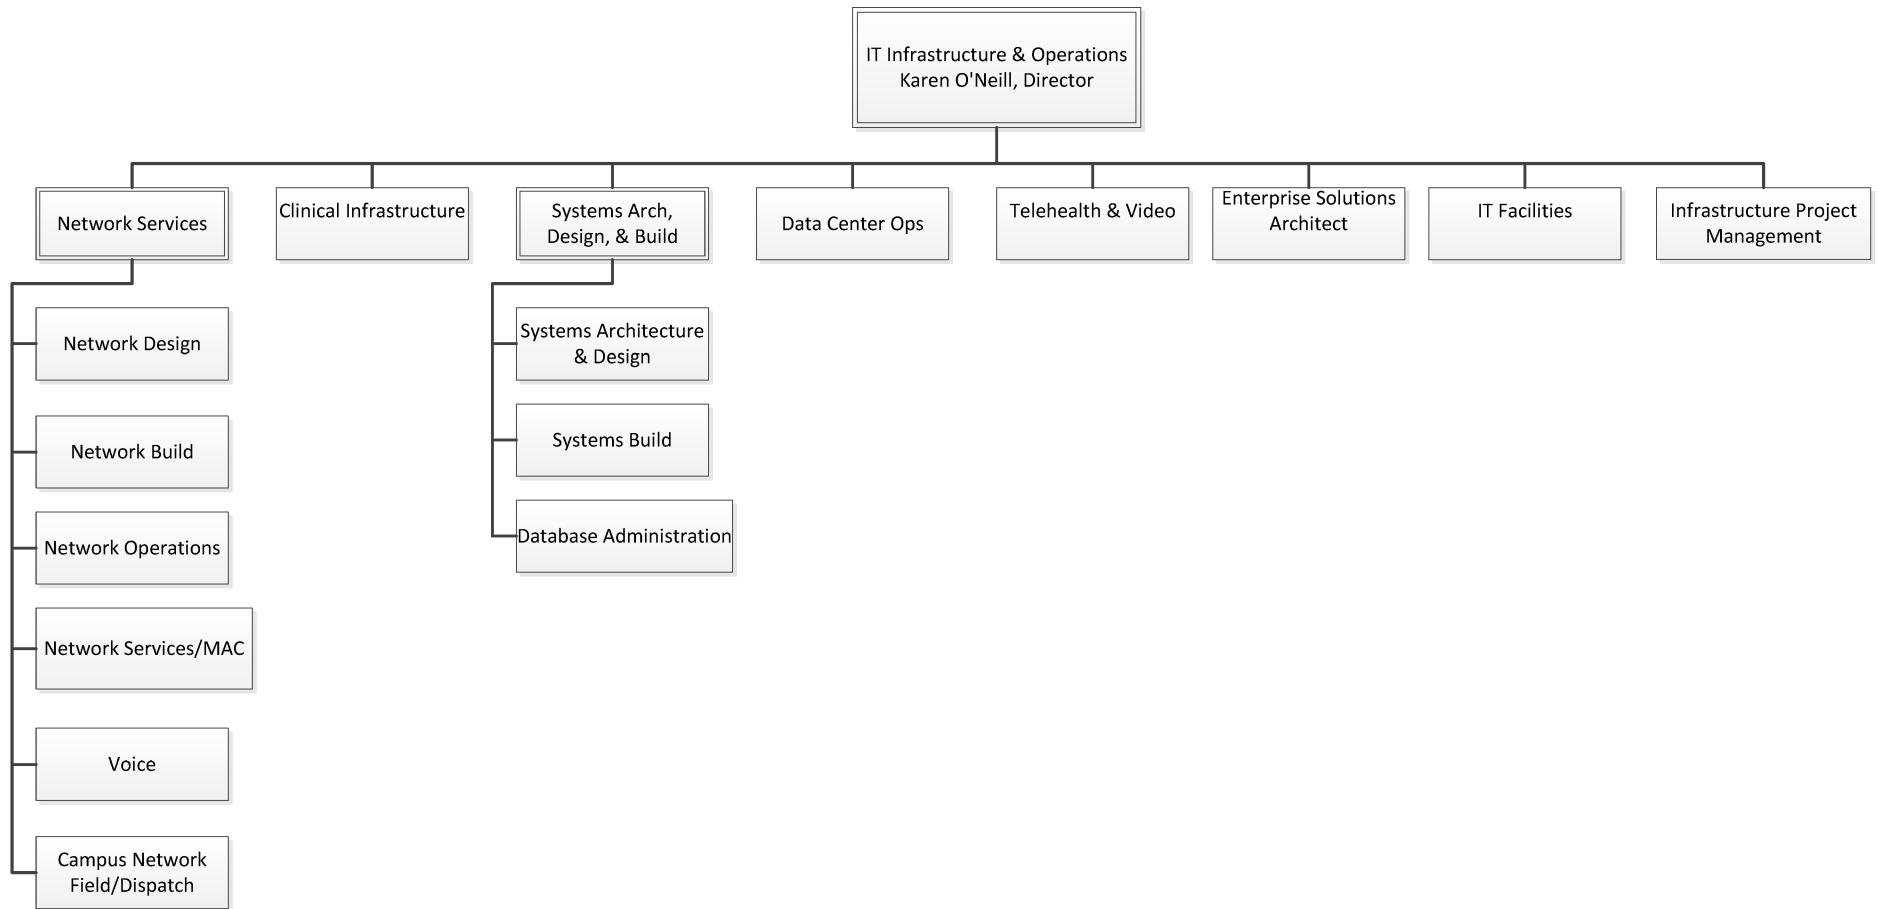 IT Infrastructure & Operations
Karen O'Neill, Director
Network Services
Clinical Infrastructure
Systems Arch,
Design, & Build
Data Center Ops
Telehealth & Video
Enterprise Solutions
Architect
IT Facilities
Infrastructure Project
Management
Network Design
Network Build
Network Operations
Network Services/MAC
Voice
Campus Network
Field/Dispatch
Systems Architecture
& Design
Systems Build
Database Administration